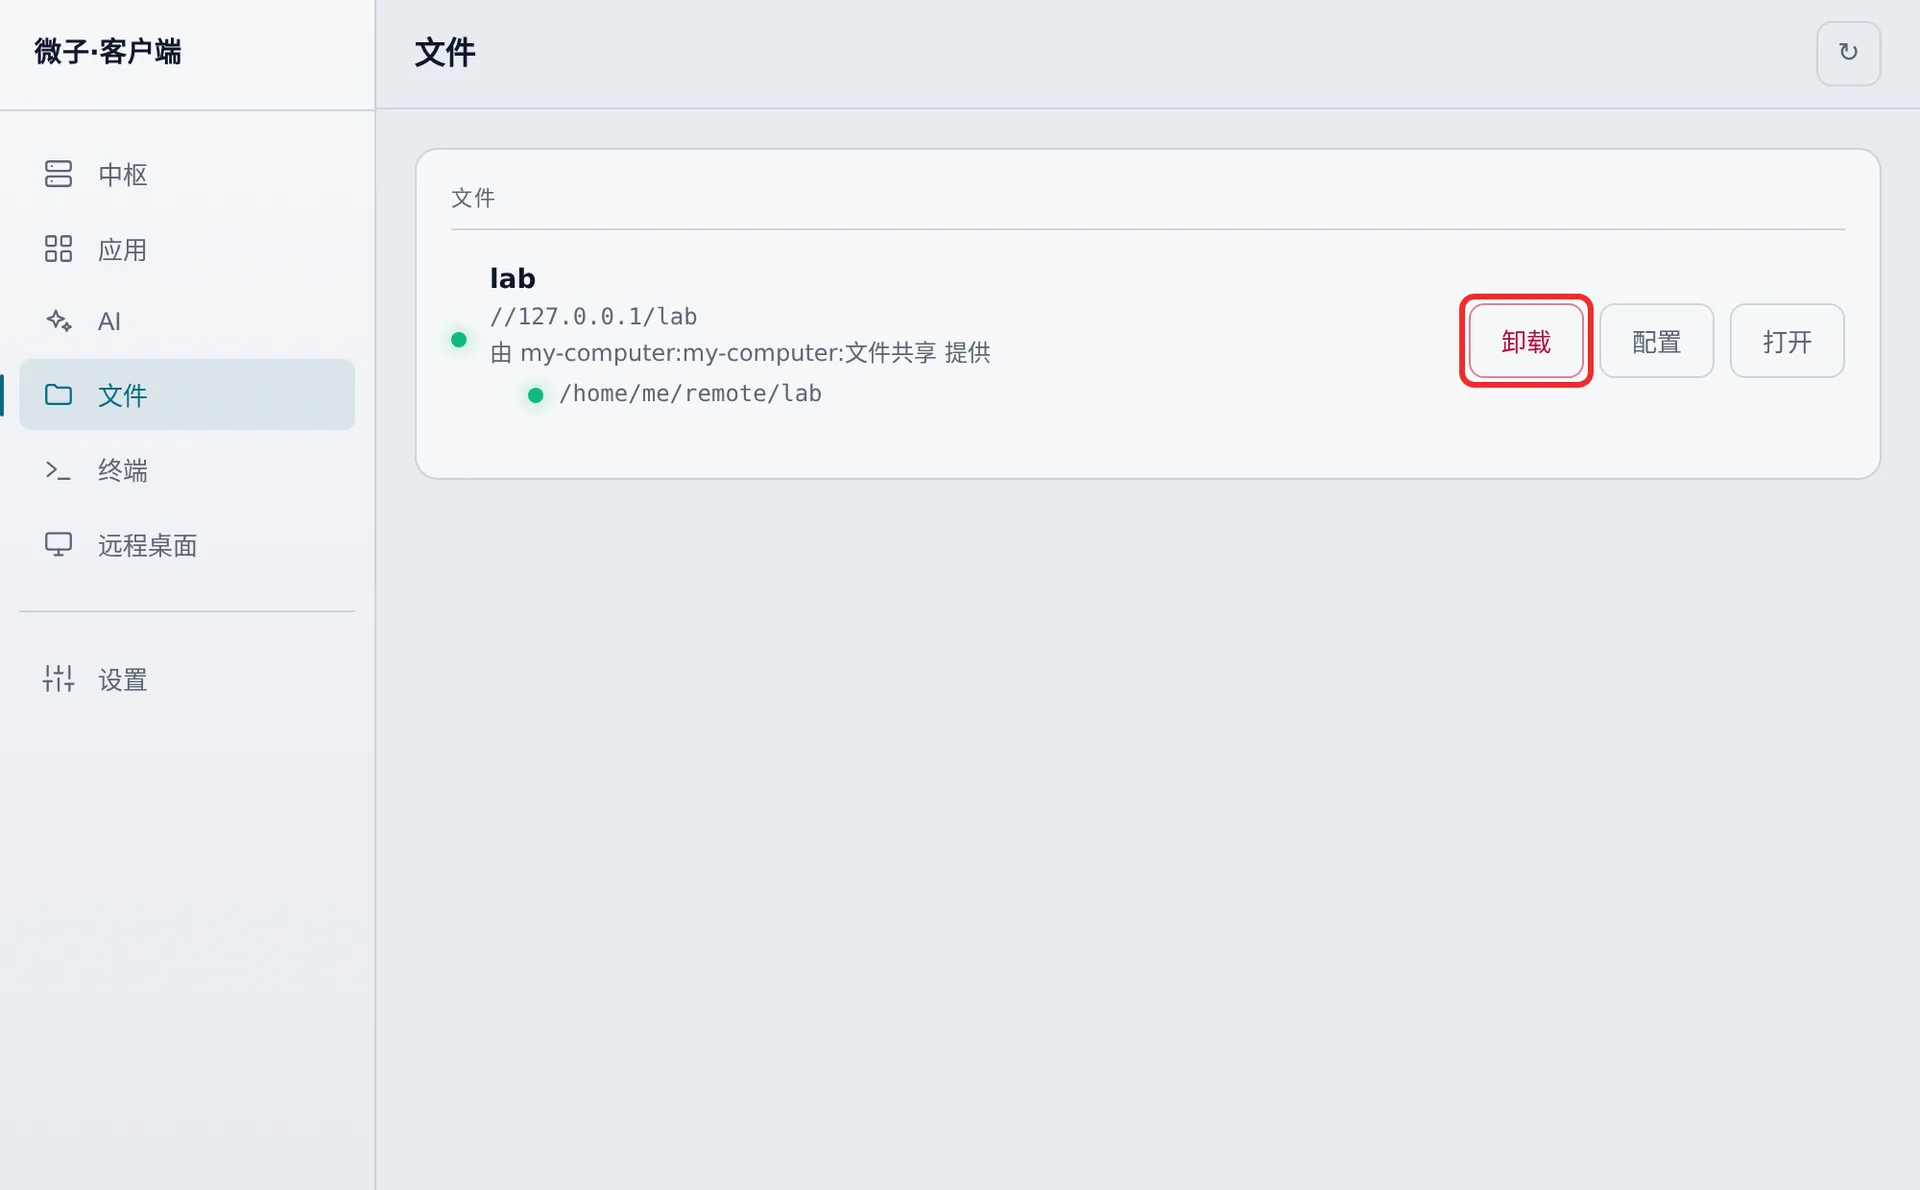 微子·客户端
文件
↻
中枢
应用
AI
文件
终端
远程桌面
设置
文件
lab
//127.0.0.1/lab
由 my-computer:my-computer:文件共享 提供
/home/me/remote/lab
卸载
配置
打开